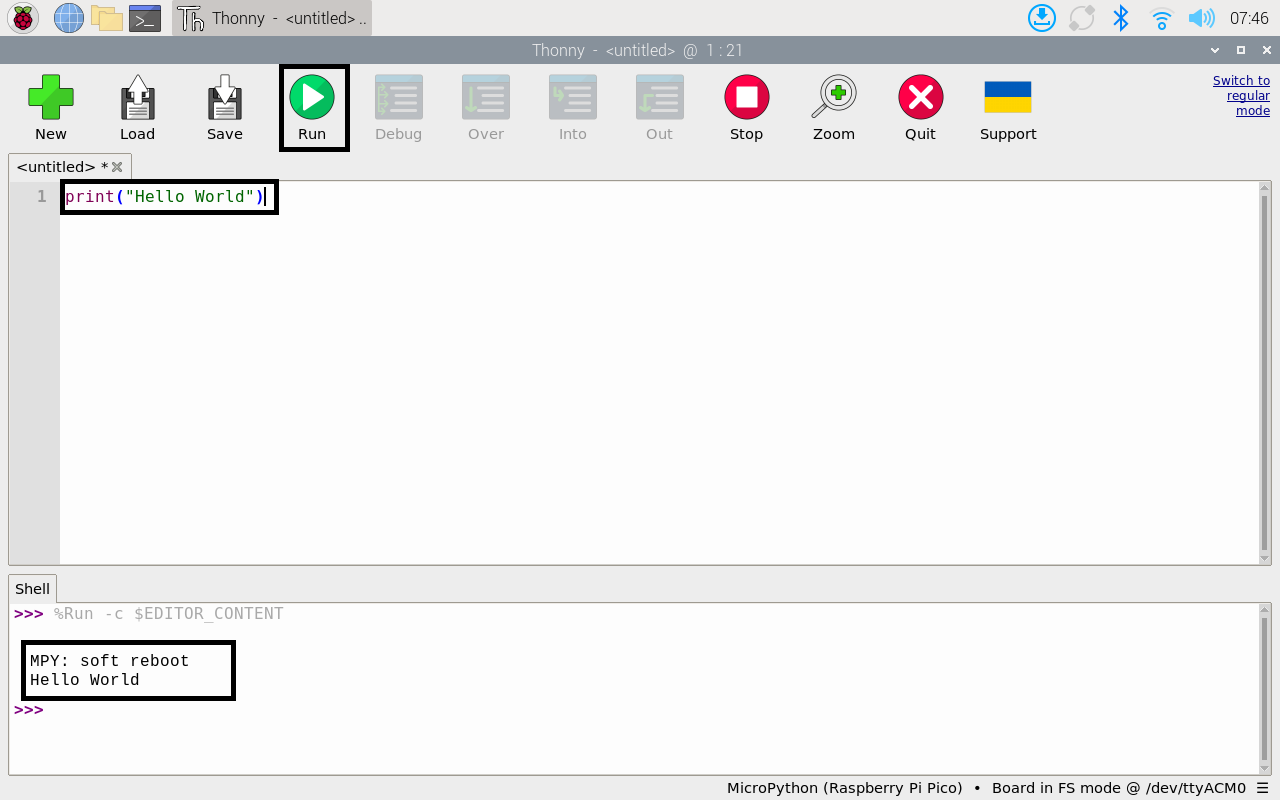 Thonny - <untitled> .. 07:46
Thonny - <untitled> @ 1 : 21
New Load Save Run Debug Over Into Out Stop Zoom Quit Support
Switch to
regular
mode
<untitled> *
1 print("Hello World")
Shell
>>> %Run -c $EDITOR_CONTENT
MPY: soft reboot
Hello World
>>>
MicroPython (Raspberry Pi Pico) • Board in FS mode @ /dev/ttyACM0 ☰